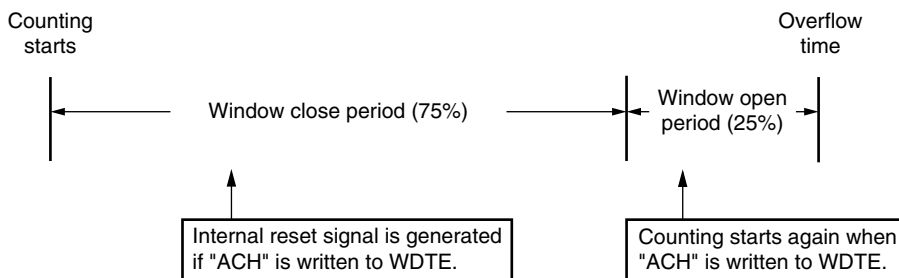 Counting
starts
Overflow
time
Window close period (75%)
Window open
period (25%)
Internal reset signal is generated
if "ACH" is written to WDTE.
Counting starts again when
"ACH" is written to WDTE.